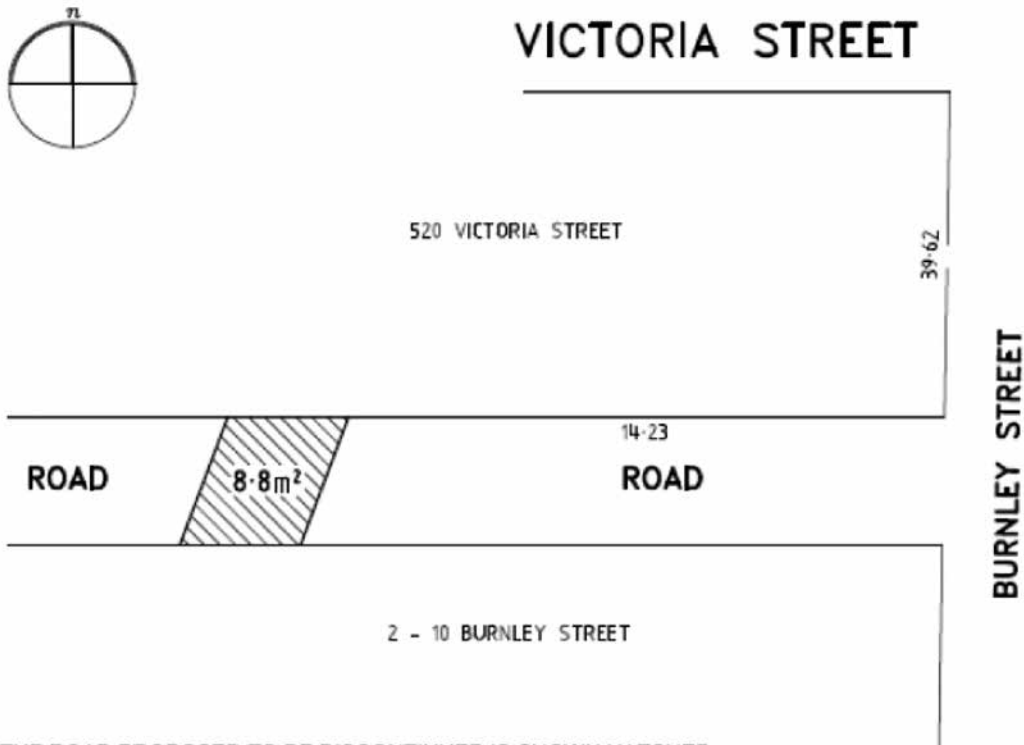 n
VICTORIA STREET
520 VICTORIA STREET
39·62
14·23
ROAD
8·8m²
ROAD
BURNLEY STREET
2 - 10 BURNLEY STREET